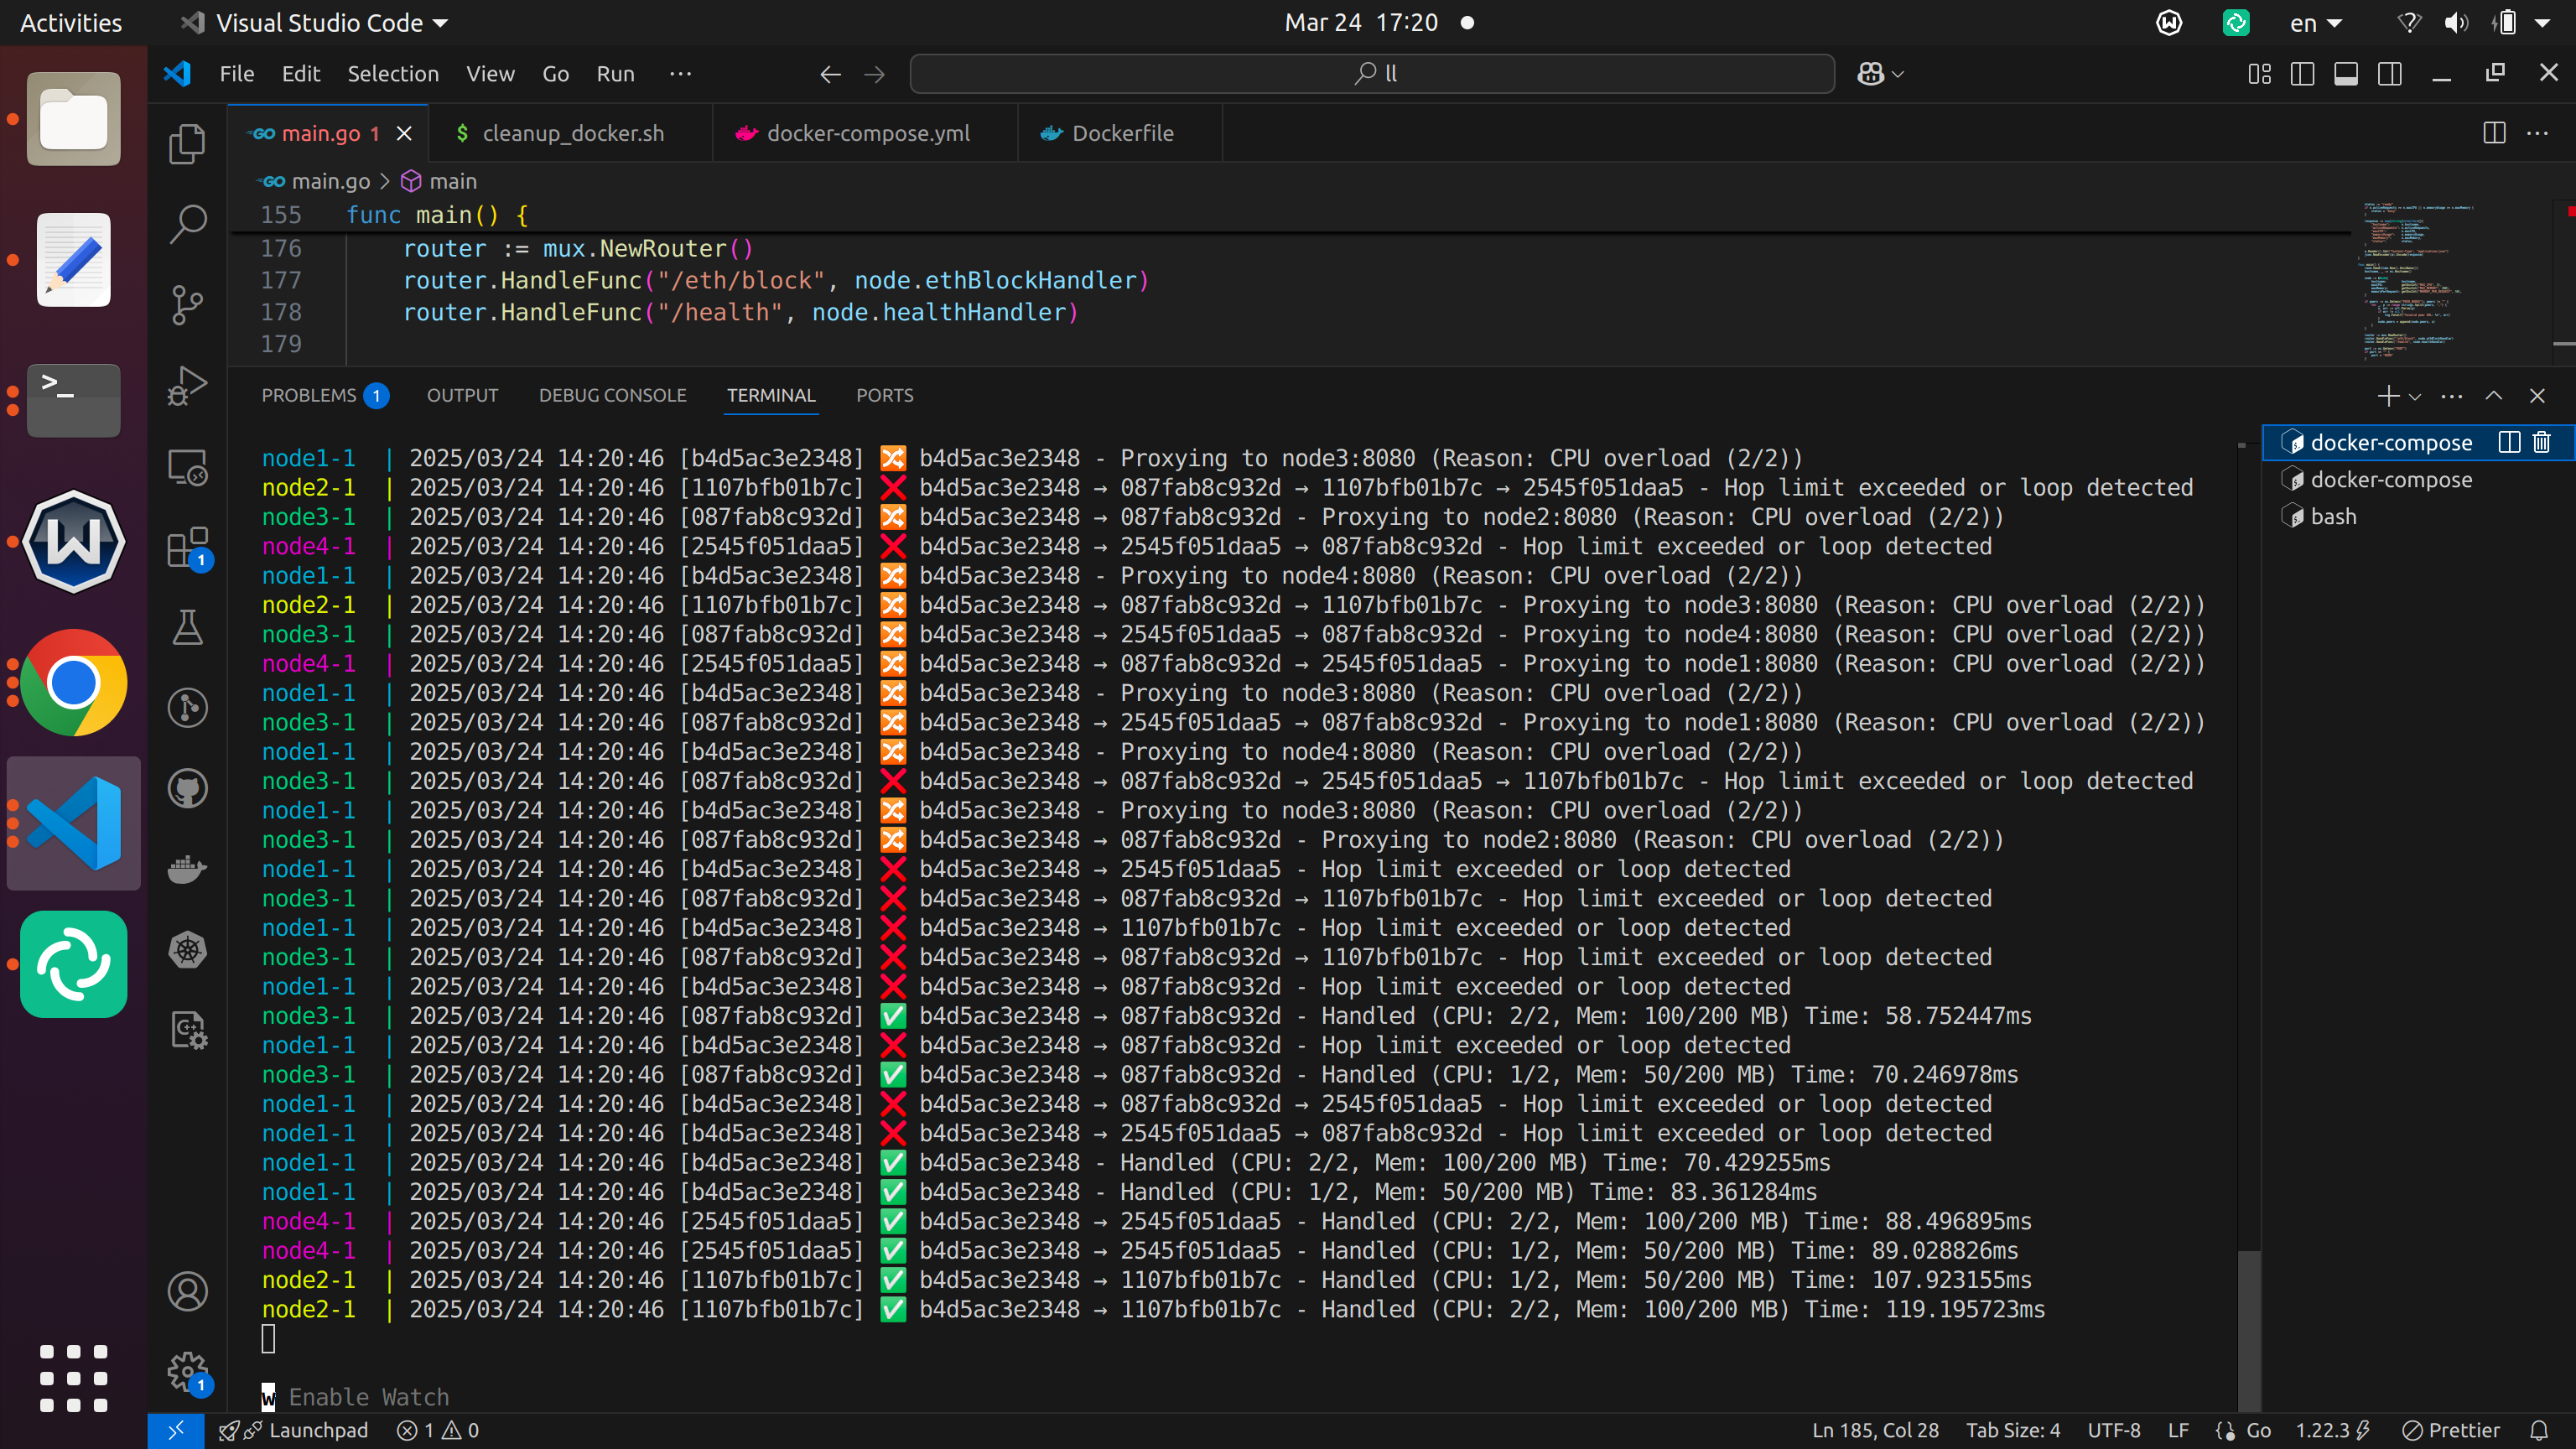 Activities Visual Studio Code Mar 24 17:20 en
File Edit Selection View Go Run ··· ll
main.go 1 cleanup_docker.sh docker-compose.yml Dockerfile
main.go > main
155 func main() {
176 router := mux.NewRouter()
177 router.HandleFunc("/eth/block", node.ethBlockHandler)
178 router.HandleFunc("/health", node.healthHandler)
179
PROBLEMS 1 OUTPUT DEBUG CONSOLE TERMINAL PORTS
docker-compose
docker-compose
bash
node1-1 | 2025/03/24 14:20:46 [b4d5ac3e2348] 🔀 b4d5ac3e2348 - Proxying to node3:8080 (Reason: CPU overload (2/2))
node2-1 | 2025/03/24 14:20:46 [1107bfb01b7c] ❌ b4d5ac3e2348 → 087fab8c932d → 1107bfb01b7c → 2545f051daa5 - Hop limit exceeded or loop detected
node3-1 | 2025/03/24 14:20:46 [087fab8c932d] 🔀 b4d5ac3e2348 → 087fab8c932d - Proxying to node2:8080 (Reason: CPU overload (2/2))
node4-1 | 2025/03/24 14:20:46 [2545f051daa5] ❌ b4d5ac3e2348 → 2545f051daa5 → 087fab8c932d - Hop limit exceeded or loop detected
node1-1 | 2025/03/24 14:20:46 [b4d5ac3e2348] 🔀 b4d5ac3e2348 - Proxying to node4:8080 (Reason: CPU overload (2/2))
node2-1 | 2025/03/24 14:20:46 [1107bfb01b7c] 🔀 b4d5ac3e2348 → 087fab8c932d → 1107bfb01b7c - Proxying to node3:8080 (Reason: CPU overload (2/2))
node3-1 | 2025/03/24 14:20:46 [087fab8c932d] 🔀 b4d5ac3e2348 → 2545f051daa5 → 087fab8c932d - Proxying to node4:8080 (Reason: CPU overload (2/2))
node4-1 | 2025/03/24 14:20:46 [2545f051daa5] 🔀 b4d5ac3e2348 → 087fab8c932d → 2545f051daa5 - Proxying to node1:8080 (Reason: CPU overload (2/2))
node1-1 | 2025/03/24 14:20:46 [b4d5ac3e2348] 🔀 b4d5ac3e2348 - Proxying to node3:8080 (Reason: CPU overload (2/2))
node3-1 | 2025/03/24 14:20:46 [087fab8c932d] 🔀 b4d5ac3e2348 → 2545f051daa5 → 087fab8c932d - Proxying to node1:8080 (Reason: CPU overload (2/2))
node1-1 | 2025/03/24 14:20:46 [b4d5ac3e2348] 🔀 b4d5ac3e2348 - Proxying to node4:8080 (Reason: CPU overload (2/2))
node3-1 | 2025/03/24 14:20:46 [087fab8c932d] ❌ b4d5ac3e2348 → 087fab8c932d → 2545f051daa5 → 1107bfb01b7c - Hop limit exceeded or loop detected
node1-1 | 2025/03/24 14:20:46 [b4d5ac3e2348] 🔀 b4d5ac3e2348 - Proxying to node3:8080 (Reason: CPU overload (2/2))
node3-1 | 2025/03/24 14:20:46 [087fab8c932d] 🔀 b4d5ac3e2348 → 087fab8c932d - Proxying to node2:8080 (Reason: CPU overload (2/2))
node1-1 | 2025/03/24 14:20:46 [b4d5ac3e2348] ❌ b4d5ac3e2348 → 2545f051daa5 - Hop limit exceeded or loop detected
node3-1 | 2025/03/24 14:20:46 [087fab8c932d] ❌ b4d5ac3e2348 → 087fab8c932d → 1107bfb01b7c - Hop limit exceeded or loop detected
node1-1 | 2025/03/24 14:20:46 [b4d5ac3e2348] ❌ b4d5ac3e2348 → 1107bfb01b7c - Hop limit exceeded or loop detected
node3-1 | 2025/03/24 14:20:46 [087fab8c932d] ❌ b4d5ac3e2348 → 087fab8c932d → 1107bfb01b7c - Hop limit exceeded or loop detected
node1-1 | 2025/03/24 14:20:46 [b4d5ac3e2348] ❌ b4d5ac3e2348 → 087fab8c932d - Hop limit exceeded or loop detected
node3-1 | 2025/03/24 14:20:46 [087fab8c932d] ✅ b4d5ac3e2348 → 087fab8c932d - Handled (CPU: 2/2, Mem: 100/200 MB) Time: 58.752447ms
node1-1 | 2025/03/24 14:20:46 [b4d5ac3e2348] ❌ b4d5ac3e2348 → 087fab8c932d - Hop limit exceeded or loop detected
node3-1 | 2025/03/24 14:20:46 [087fab8c932d] ✅ b4d5ac3e2348 → 087fab8c932d - Handled (CPU: 1/2, Mem: 50/200 MB) Time: 70.246978ms
node1-1 | 2025/03/24 14:20:46 [b4d5ac3e2348] ❌ b4d5ac3e2348 → 087fab8c932d → 2545f051daa5 - Hop limit exceeded or loop detected
node1-1 | 2025/03/24 14:20:46 [b4d5ac3e2348] ❌ b4d5ac3e2348 → 2545f051daa5 → 087fab8c932d - Hop limit exceeded or loop detected
node1-1 | 2025/03/24 14:20:46 [b4d5ac3e2348] ✅ b4d5ac3e2348 - Handled (CPU: 2/2, Mem: 100/200 MB) Time: 70.429255ms
node1-1 | 2025/03/24 14:20:46 [b4d5ac3e2348] ✅ b4d5ac3e2348 - Handled (CPU: 1/2, Mem: 50/200 MB) Time: 83.361284ms
node4-1 | 2025/03/24 14:20:46 [2545f051daa5] ✅ b4d5ac3e2348 → 2545f051daa5 - Handled (CPU: 2/2, Mem: 100/200 MB) Time: 88.496895ms
node4-1 | 2025/03/24 14:20:46 [2545f051daa5] ✅ b4d5ac3e2348 → 2545f051daa5 - Handled (CPU: 1/2, Mem: 50/200 MB) Time: 89.028826ms
node2-1 | 2025/03/24 14:20:46 [1107bfb01b7c] ✅ b4d5ac3e2348 → 1107bfb01b7c - Handled (CPU: 1/2, Mem: 50/200 MB) Time: 107.923155ms
node2-1 | 2025/03/24 14:20:46 [1107bfb01b7c] ✅ b4d5ac3e2348 → 1107bfb01b7c - Handled (CPU: 2/2, Mem: 100/200 MB) Time: 119.195723ms
w Enable Watch
Launchpad 1 0 Ln 185, Col 28 Tab Size: 4 UTF-8 LF Go 1.22.3 Prettier